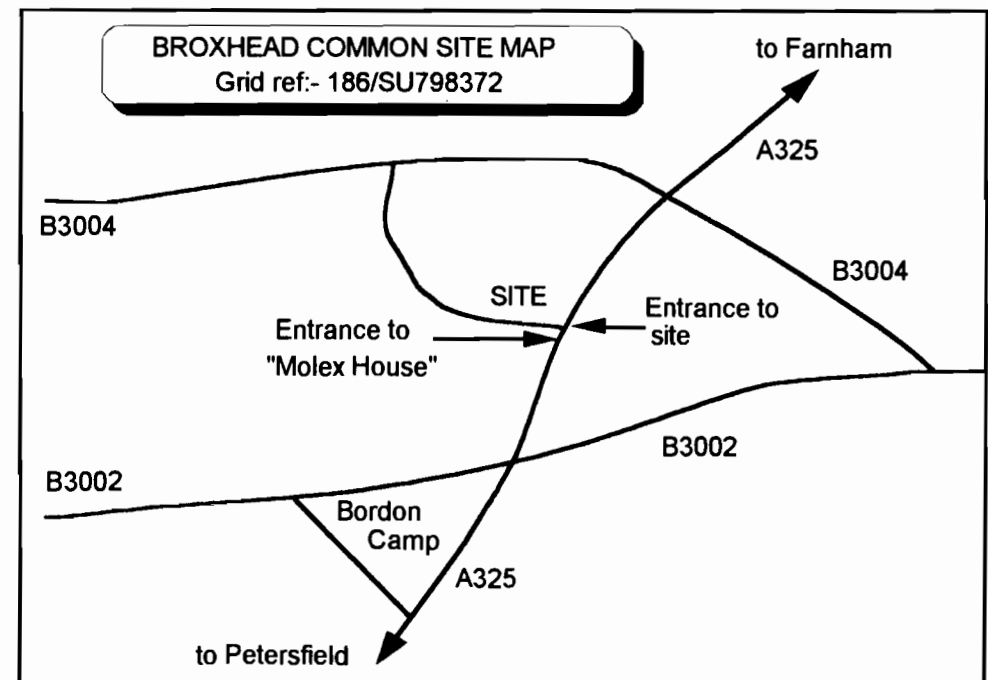 BROXHEAD COMMON SITE MAP
Grid ref:- 186/SU798372
to Farnham
A325
B3004
B3004
SITE
Entrance to
site
Entrance to
"Molex House"
B3002
B3002
Bordon
Camp
A325
to Petersfield